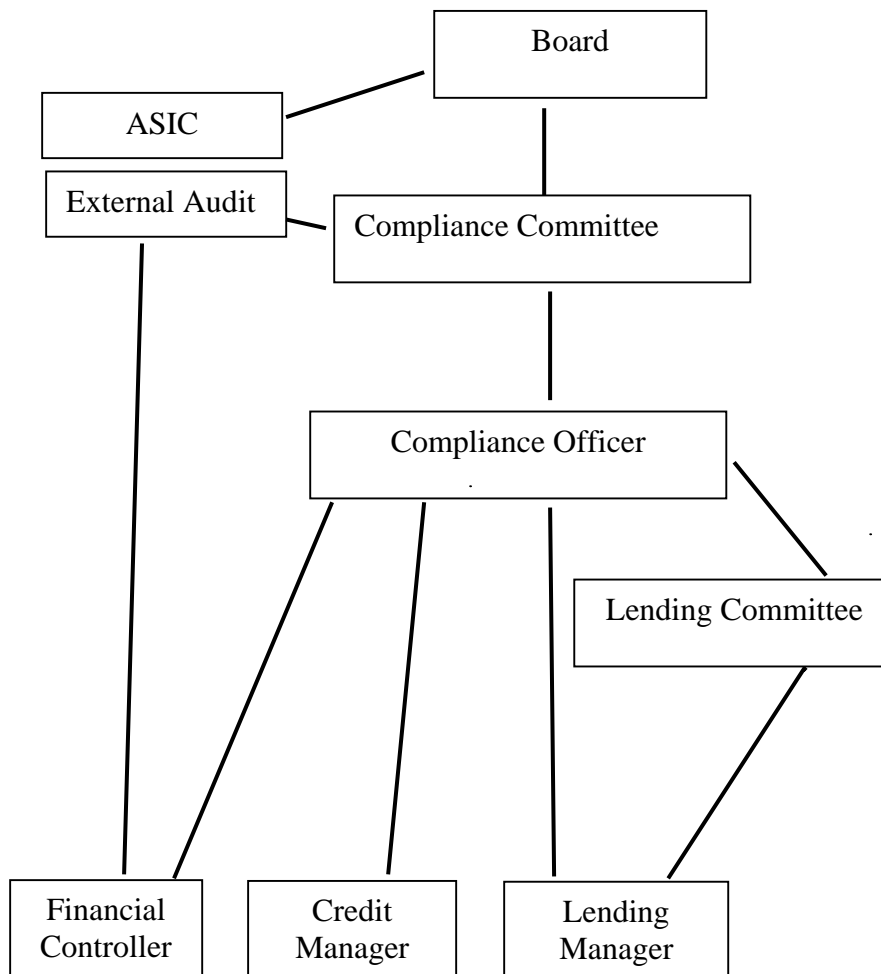 Board
ASIC
External Audit
Compliance Committee
Compliance Officer
Lending Committee
Financial
Controller
Credit
Manager
Lending
Manager